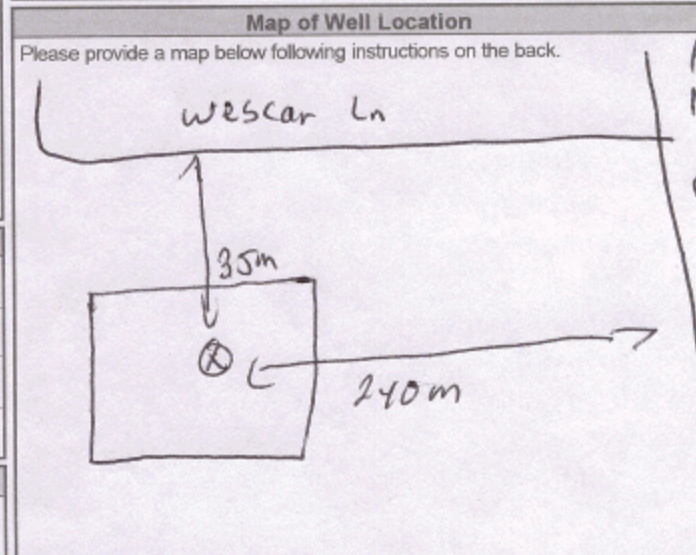 Map of Well Location
Please provide a map below following instructions on the back.
Wescar Ln
35m
240m